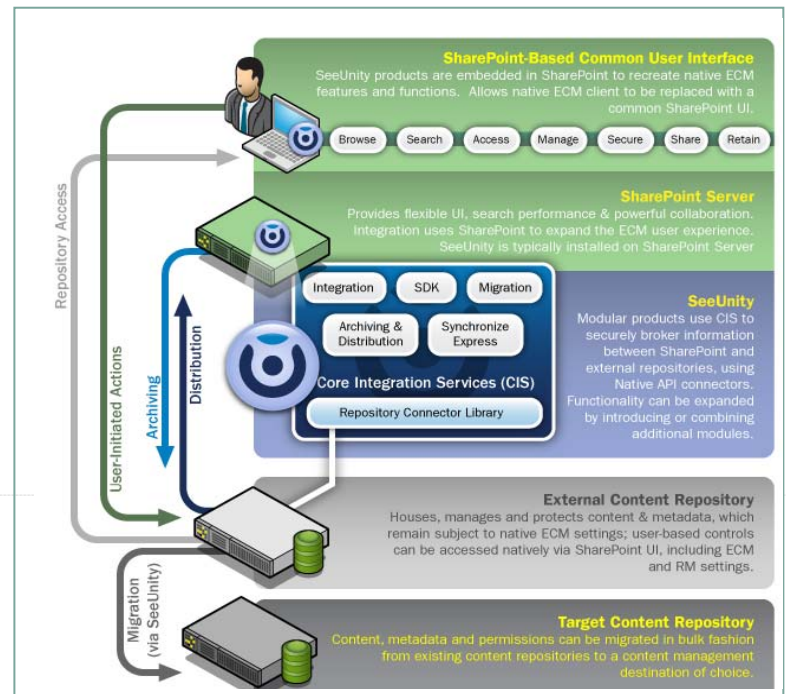 SharePoint-Based Common User Interface
SeeUnity products are embedded in SharePoint to recreate native ECM
features and functions. Allows native ECM client to be replaced with a
common SharePoint UI.
Browse
Search
Access
Manage
Secure
Share
Retain
SharePoint Server
Provides flexible UI, search performance & powerful collaboration.
Integration uses SharePoint to expand the ECM user experience.
SeeUnity is typically installed on SharePoint Server
Repository Access
User-Initiated Actions
Archiving
Distribution
Integration
SDK
Migration
Archiving &
Distribution
Synchronize
Express
Core Integration Services (CIS)
Repository Connector Library
SeeUnity
Modular products use CIS to
securely broker information
between SharePoint and
external repositories, using
Native API connectors.
Functionality can be expanded
by introducing or combining
additional modules.
External Content Repository
Houses, manages and protects content & metadata, which
remain subject to native ECM settings; user-based controls
can be accessed natively via SharePoint UI, including ECM
and RM settings.
Migration
(via SeeUnity)
Target Content Repository
Content, metadata and permissions can be migrated in bulk fashion
from existing content repositories to a content management
destination of choice.